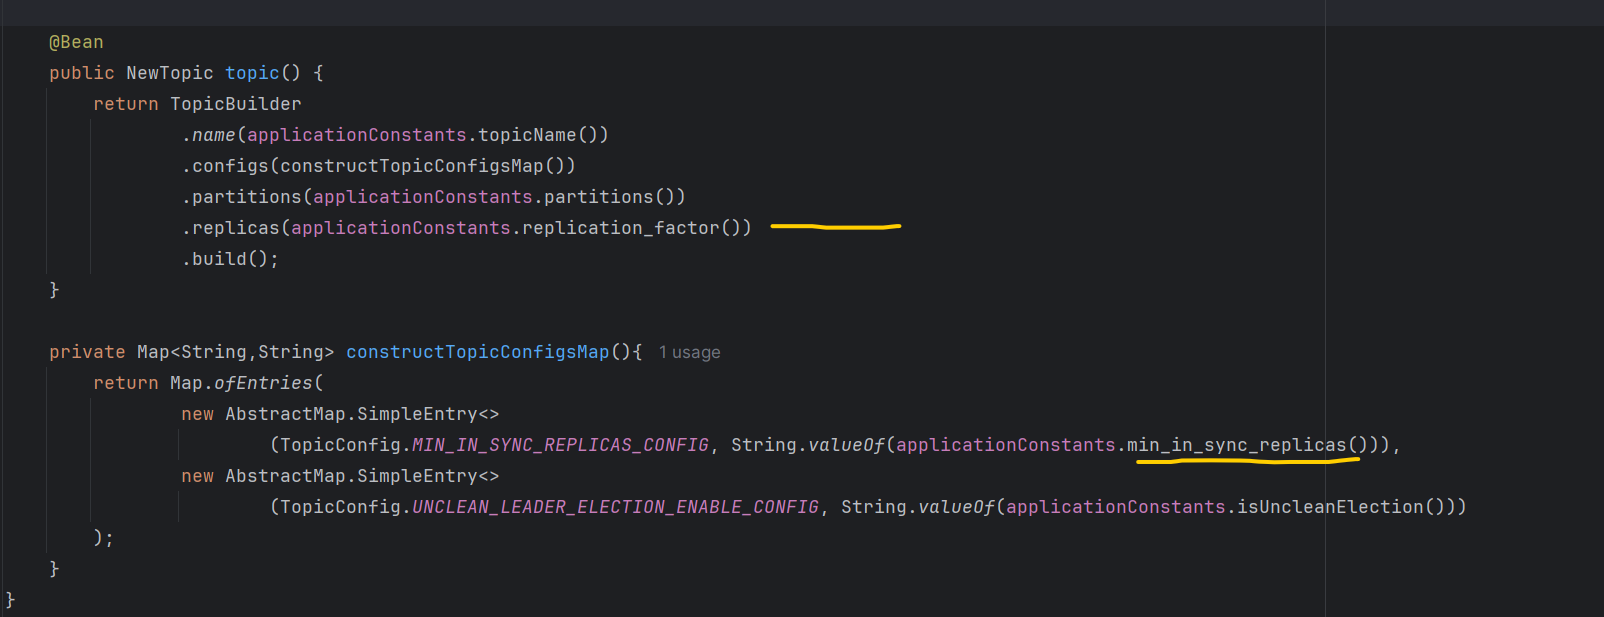 @Bean
public NewTopic topic() {
return TopicBuilder
.name(applicationConstants.topicName())
.configs(constructTopicConfigsMap())
.partitions(applicationConstants.partitions())
.replicas(applicationConstants.replication_factor())
.build();
}
private Map<String,String> constructTopicConfigsMap(){ 1 usage
return Map.ofEntries(
new AbstractMap.SimpleEntry<>
(TopicConfig.MIN_IN_SYNC_REPLICAS_CONFIG, String.valueOf(applicationConstants.min_in_sync_replicas())),
new AbstractMap.SimpleEntry<>
(TopicConfig.UNCLEAN_LEADER_ELECTION_ENABLE_CONFIG, String.valueOf(applicationConstants.isUncleanElection()))
);
}
}